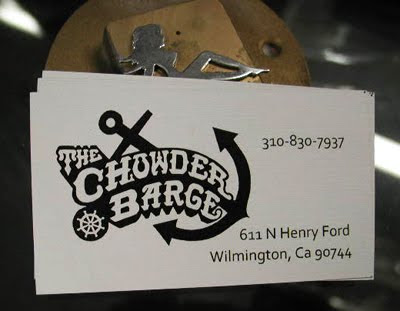 THE
CHOWDER
BARGE
310-830-7937
611 N Henry Ford
Wilmington, Ca 90744